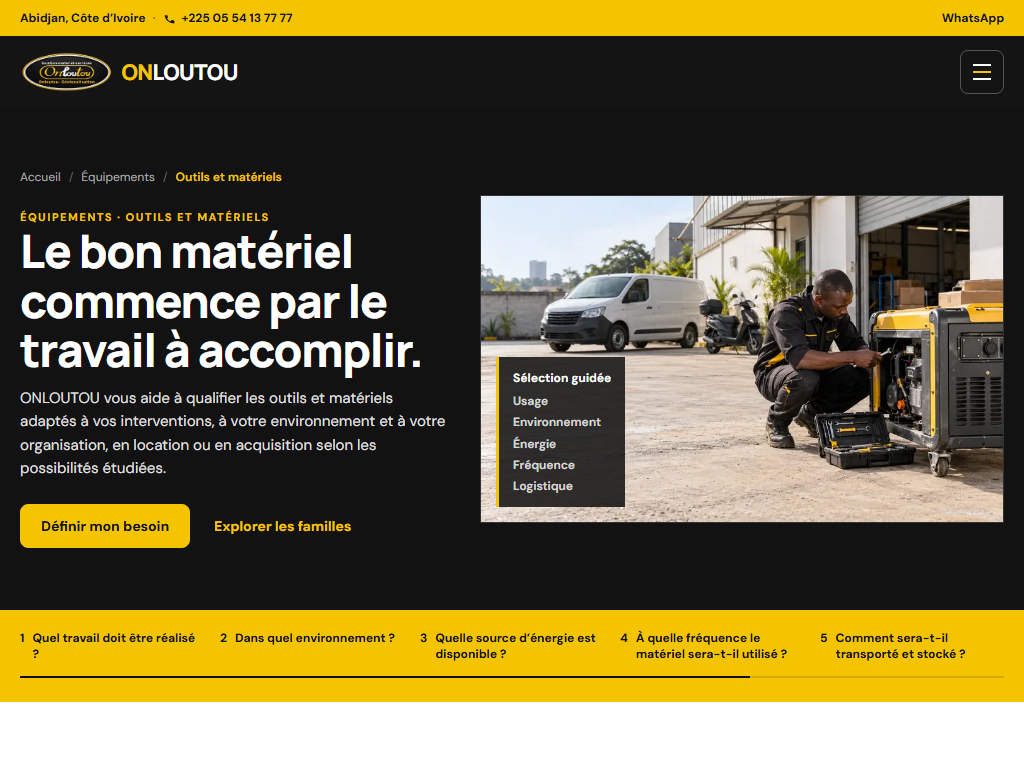 Abidjan, Côte d’Ivoire · +225 05 54 13 77 77
WhatsApp
Onloutou
ONLOUTOU
Accueil / Équipements / Outils et matériels
ÉQUIPEMENTS · OUTILS ET MATÉRIELS
Le bon matériel
commence par le
travail à accomplir.
ONLOUTOU vous aide à qualifier les outils et matériels
adaptés à vos interventions, à votre environnement et à votre
organisation, en location ou en acquisition selon les
possibilités étudiées.
Définir mon besoin
Explorer les familles
Sélection guidée
Usage
Environnement
Énergie
Fréquence
Logistique
1 Quel travail doit être réalisé
?
2 Dans quel environnement ?
3 Quelle source d’énergie est
disponible ?
4 À quelle fréquence le
matériel sera-t-il utilisé ?
5 Comment sera-t-il
transporté et stocké ?